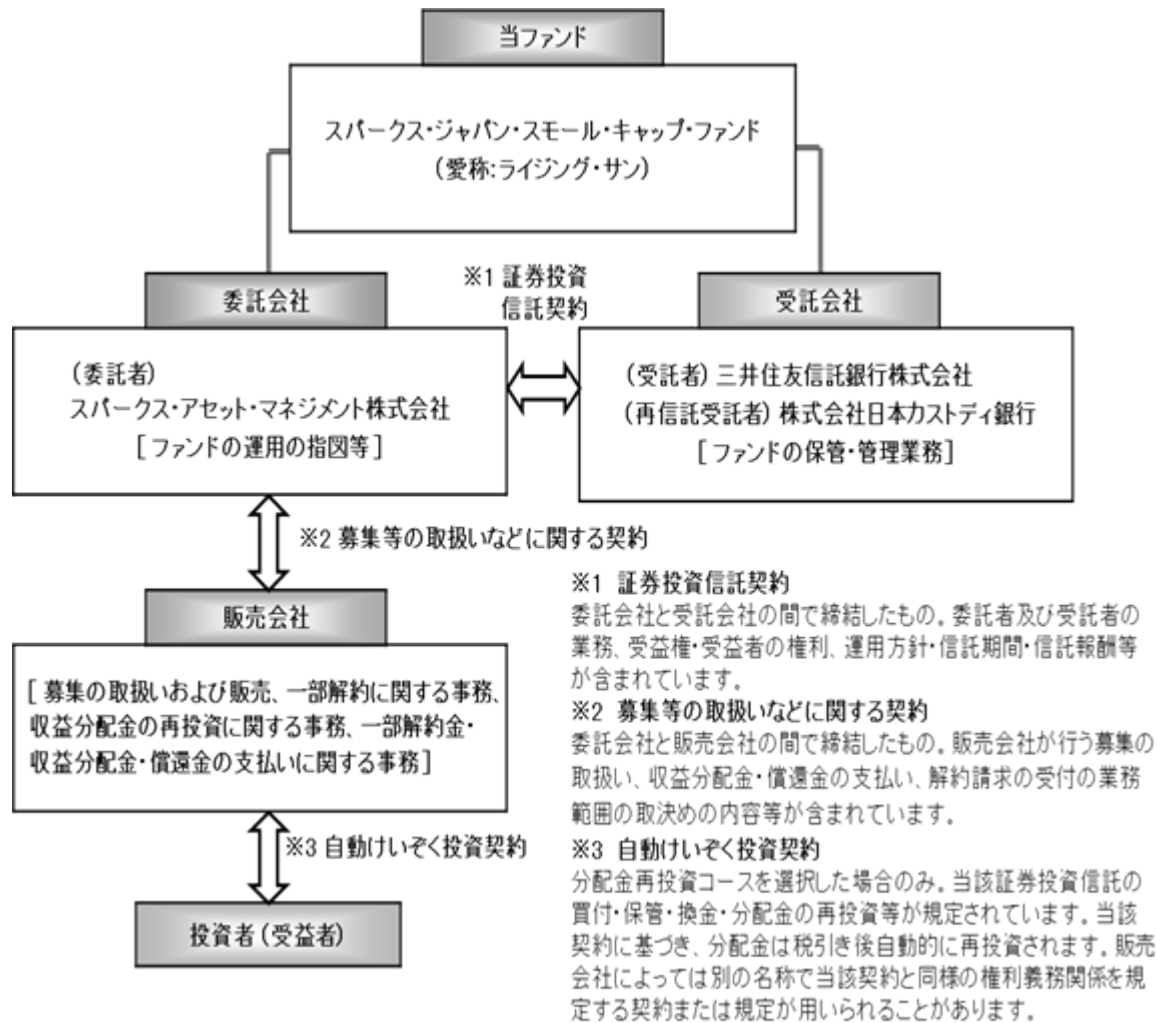 当ファンド
スパークス・ジャパン・スモール・キャップ・ファンド
(愛称:ライジング・サン)
委託会社
※1 証券投資
信託契約
受託会社
(委託者)
スパークス・アセット・マネジメント株式会社
[ファンドの運用の指図等]
(受託者) 三井住友信託銀行株式会社
(再信託受託者) 株式会社日本カストディ銀行
[ファンドの保管・管理業務]
※2 募集等の取扱いなどに関する契約
販売会社
[募集の取扱いおよび販売、一部解約に関する事務、
収益分配金の再投資に関する事務、一部解約金・
収益分配金・償還金の支払いに関する事務]
※3 自動けいぞく投資契約
投資者(受益者)
※1 証券投資信託契約
委託会社と受託会社の間で締結したもの。委託者及び受託者の
業務、受益権・受益者の権利、運用方針・信託期間・信託報酬等
が含まれています。
※2 募集等の取扱いなどに関する契約
委託会社と販売会社の間で締結したもの。販売会社が行う募集の
取扱い、収益分配金・償還金の支払い、解約請求の受付の業務
範囲の取決めの内容等が含まれています。
※3 自動けいぞく投資契約
分配金再投資コースを選択した場合のみ。当該証券投資信託の
買付・保管・換金・分配金の再投資等が規定されています。当該
契約に基づき、分配金は税引き後自動的に再投資されます。販売
会社によっては別の名称で当該契約と同様の権利義務関係を規
定する契約または規定が用いられることがあります。